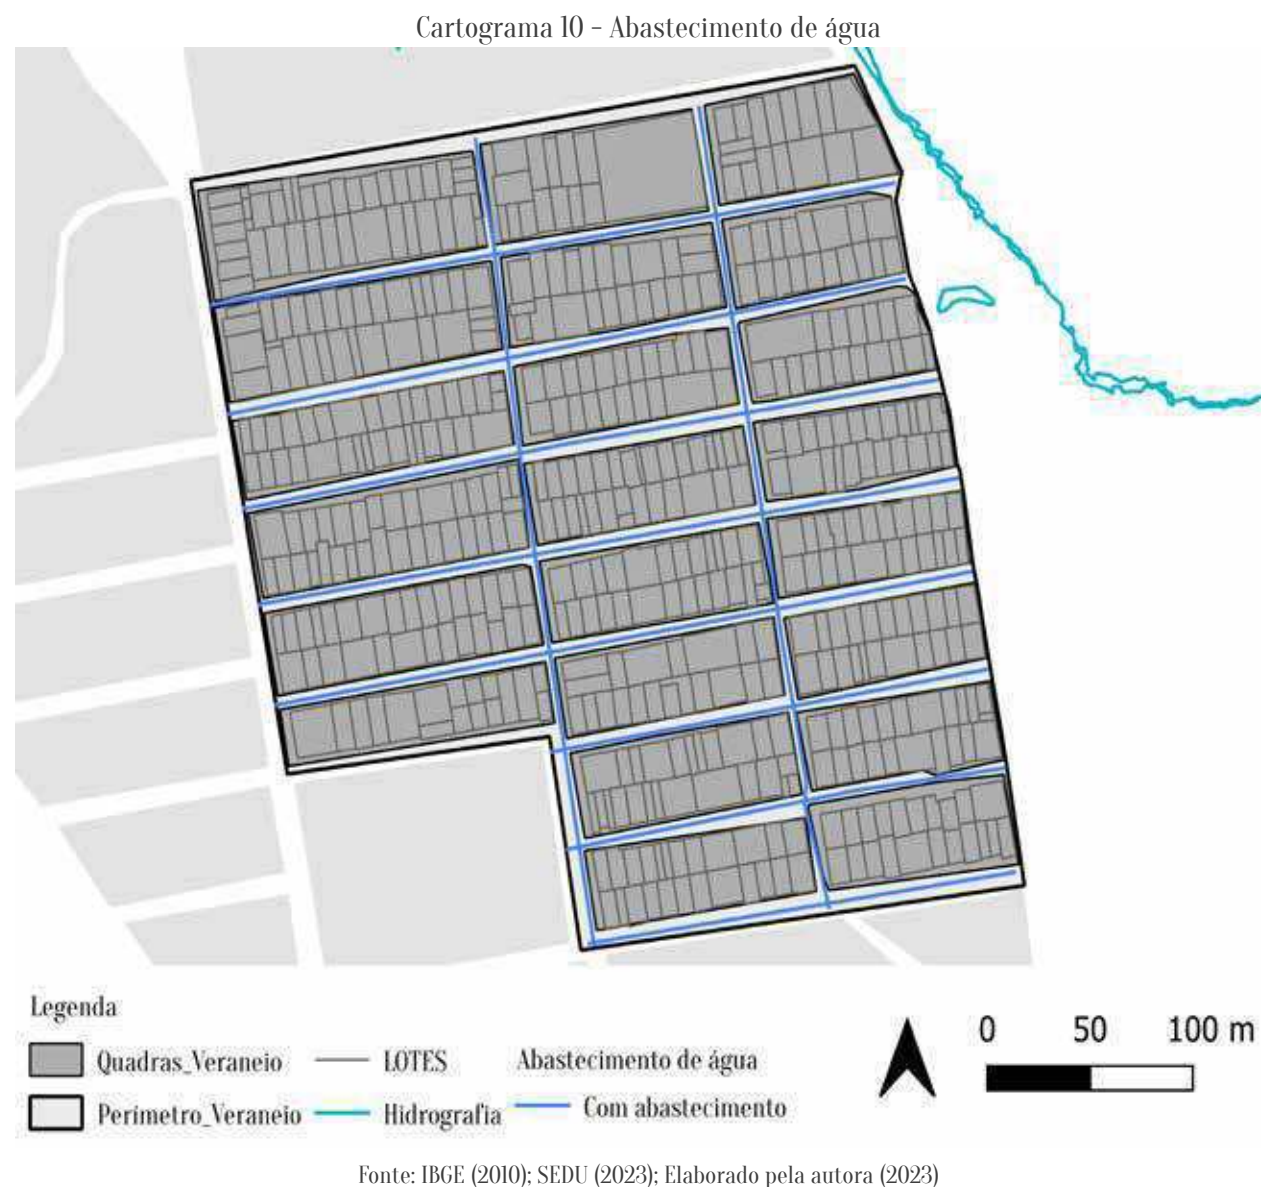 Cartograma 10 - Abastecimento de água
Legenda
Quadras_Veraneio
LOTES
Abastecimento de água
Perímetro_Veraneio
Hidrografia
Com abastecimento
0 50 100 m
Fonte: IBGE (2010); SEDU (2023); Elaborado pela autora (2023)